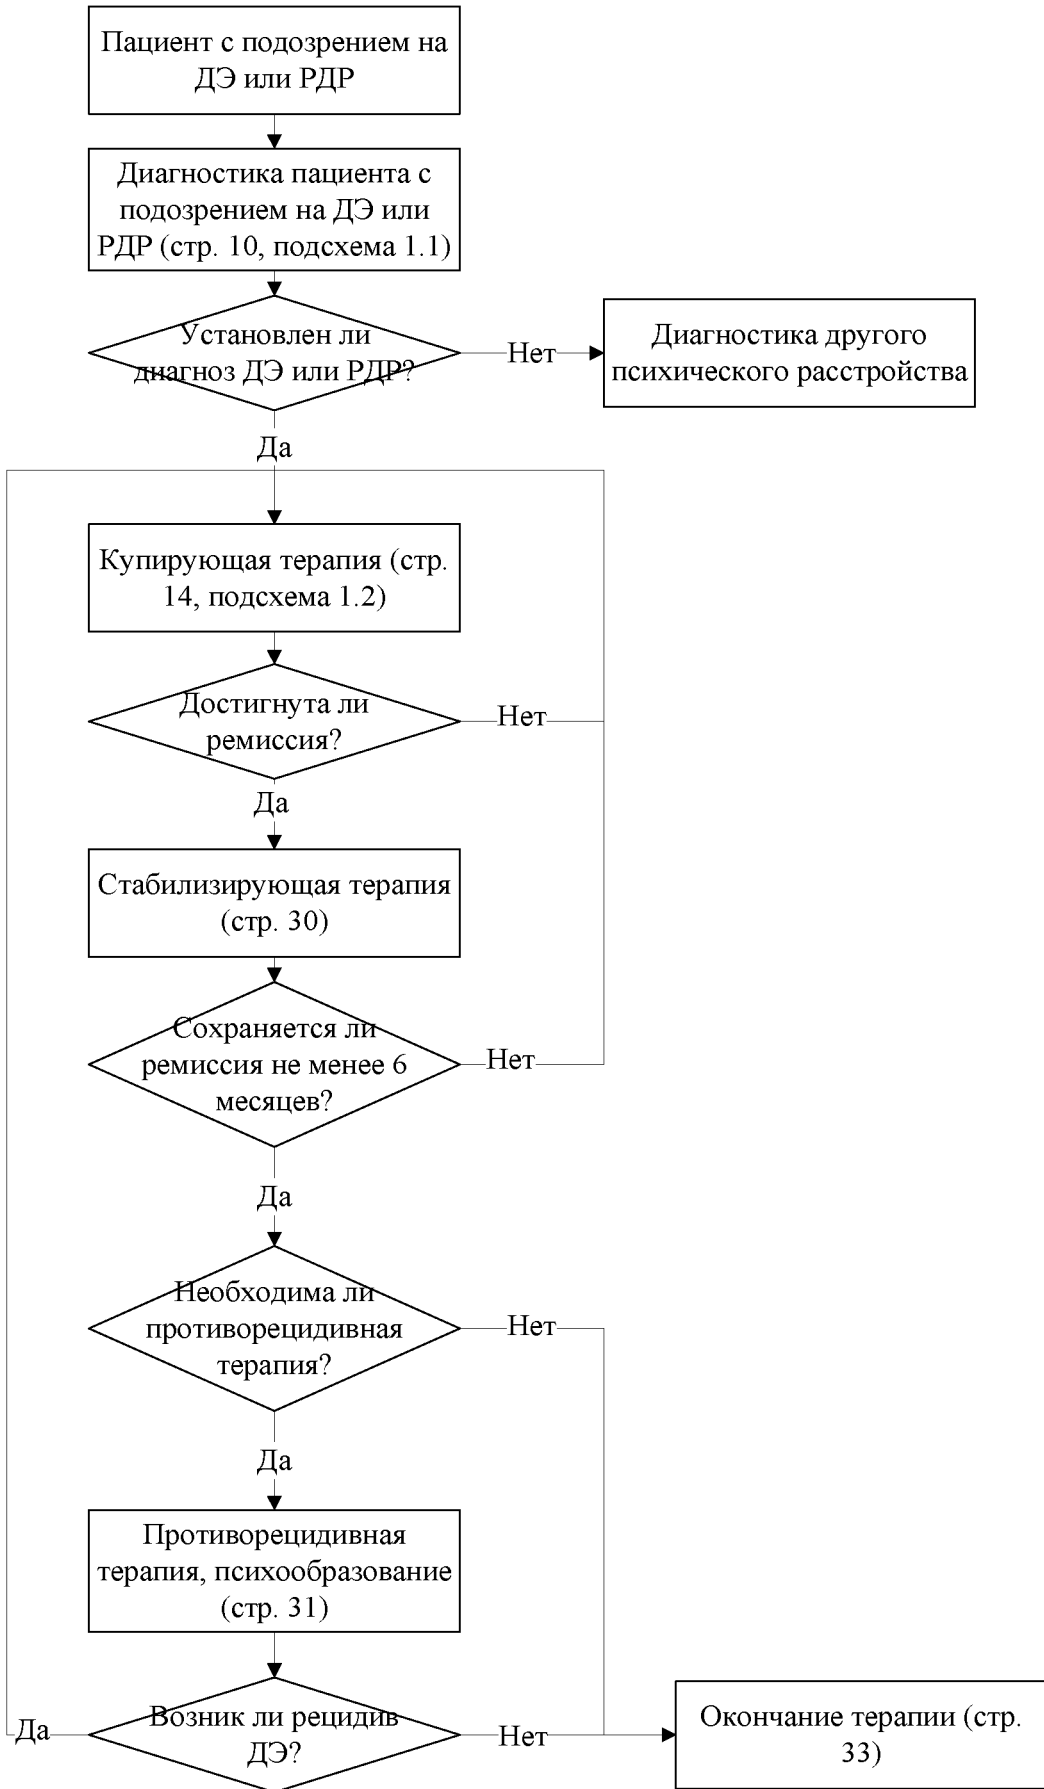 Пациент с подозрением на
ДЭ или РДР
Диагностика пациента с
подозрением на ДЭ или
РДР (стр. 10, подсхема 1.1)
Установлен ли
диагноз ДЭ или РДР?
Нет
Диагностика другого
психического расстройства
Да
Купирующая терапия (стр.
14, подсхема 1.2)
Достигнута ли
ремиссия?
Нет
Да
Стабилизирующая терапия
(стр. 30)
Сохраняется ли
ремиссия не менее 6
месяцев?
Нет
Да
Необходима ли
противорецидивная
терапия?
Нет
Да
Противорецидивная
терапия, психообразование
(стр. 31)
Возник ли рецидив
ДЭ?
Да
Нет
Окончание терапии (стр.
33)